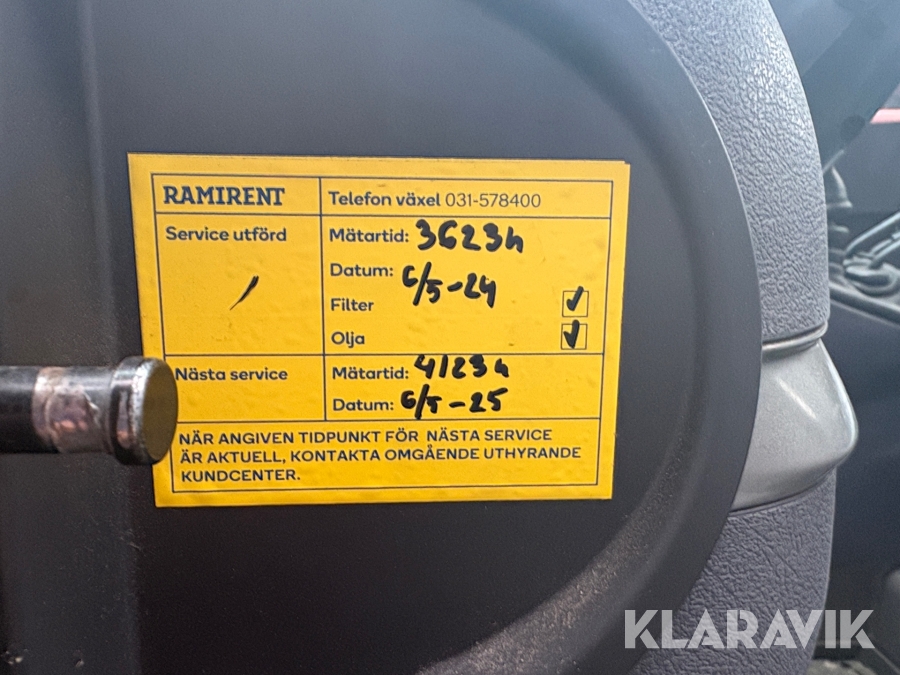 RAMIRENT
Telefon växel 031-578400
Service utförd
Mätartid: 3623h
Datum: 6/5-24
Filter ✓
Olja ✓
Nästa service
Mätartid: 4123h
Datum: 6/5-25
NÄR ANGIVEN TIDPUNKT FÖR NÄSTA SERVICE
ÄR AKTUELL, KONTAKTA OMGÅENDE UTHYRANDE
KUNDCENTER.
KLARAVIK